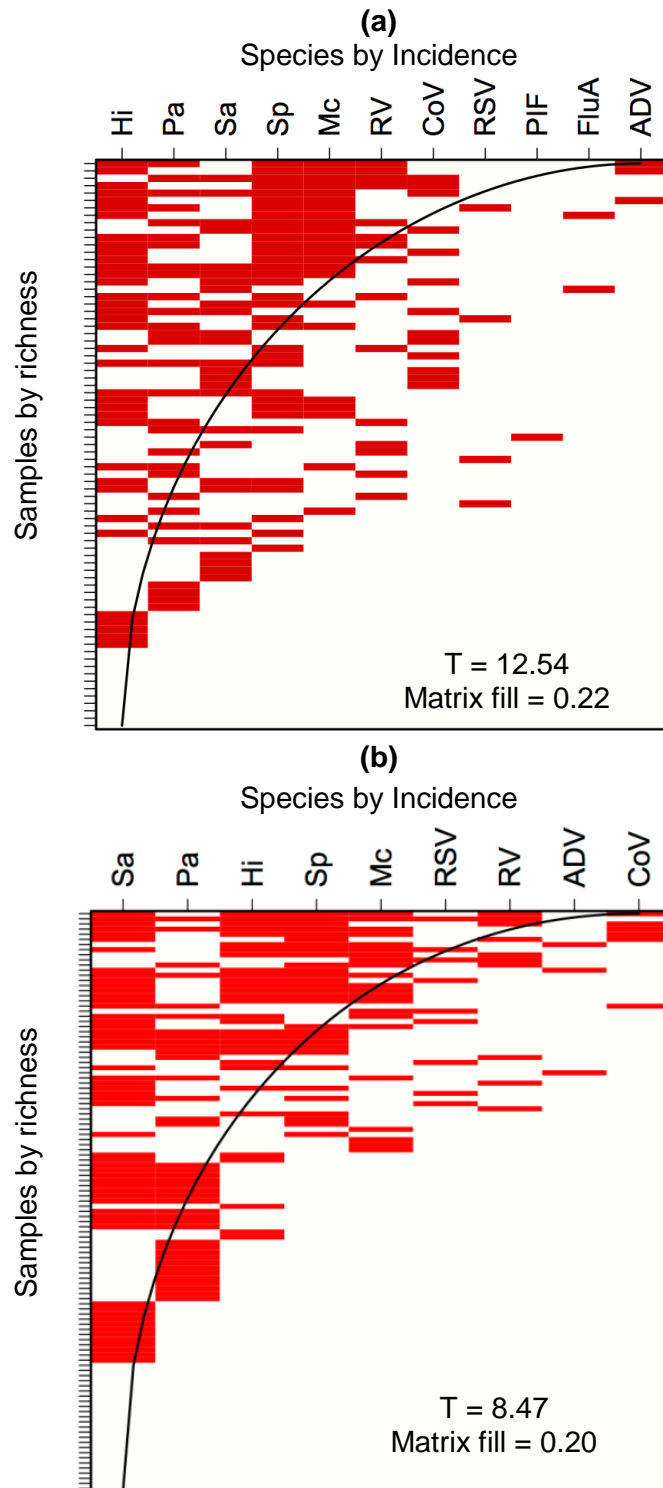 (a)
Species by Incidence
Hi Pa Sa Sp Mc RV CoV RSV PIF FluA ADV
Samples by richness
T = 12.54
Matrix fill = 0.22
(b)
Species by Incidence
Sa Pa Hi Sp Mc RSV RV ADV CoV
Samples by richness
T = 8.47
Matrix fill = 0.20